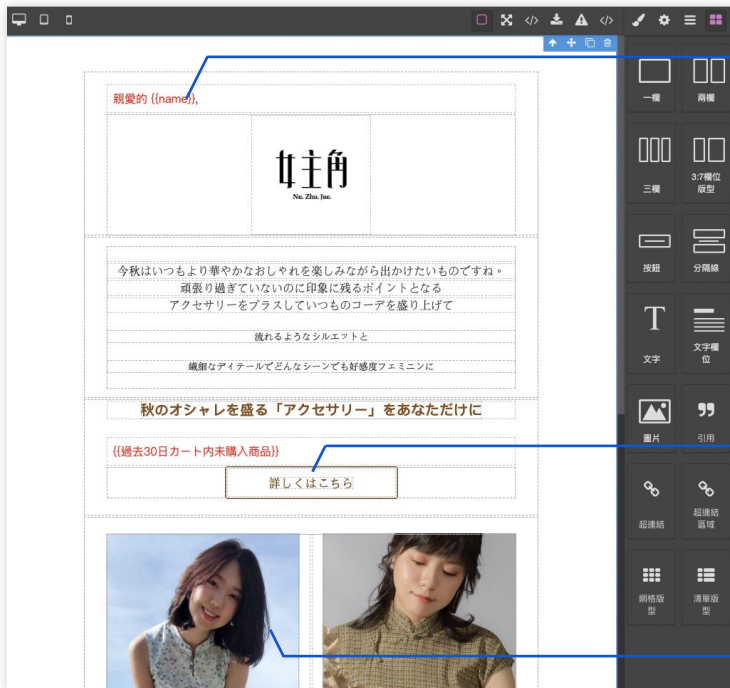 親愛的 {{name}},
女主角
Nu. Zhu. Jue.
今秋はいつもより華やかなおしゃれを楽しみながら出かけたいものですね。
頑張り過ぎていないのに印象に残るポイントとなる
アクセサリーをプラスしていつものコーデを盛り上げて
流れるようなシルエットと
繊細なディテールでどんなシーンでも好感度フェミニンに
秋のオシャレを盛る「アクセサリー」をあなただけに
{{過去30日カート内未購入商品}}
詳しくはこちら
一欄
兩欄
三欄
3:7欄位
版型
按鈕
分隔線
文字
文字欄
位
圖片
引用
超連結
超連結
區域
網格版
型
清單版
型